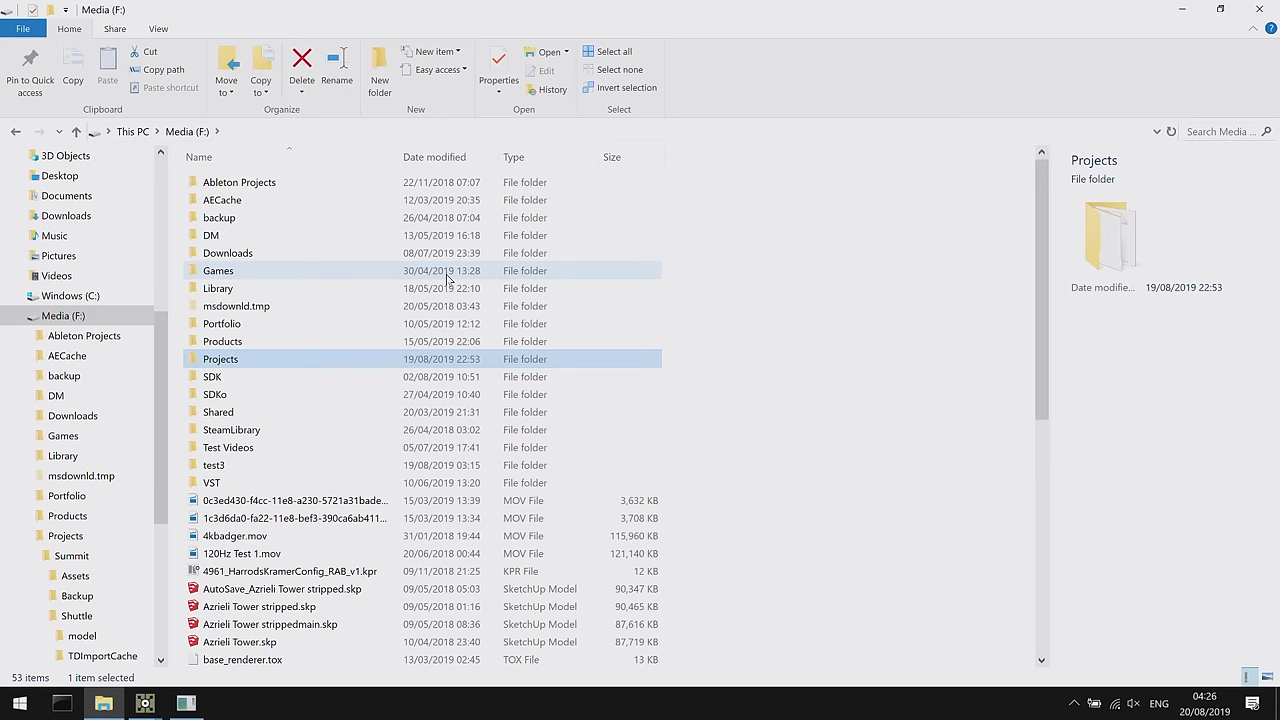 Media (F:)
File Home Share View
Pin to Quick access
Copy
Paste
Cut
Copy path
Paste shortcut
Clipboard
Move to
Copy to
Delete
Rename
Organize
New folder
New item
Easy access
New
Properties
Open
Edit
History
Open
Select all
Select none
Invert selection
Select
This PC Media (F:)
Search Media ...
3D Objects
Desktop
Documents
Downloads
Music
Pictures
Videos
Windows (C:)
Media (F:)
Ableton Projects
AECache
backup
DM
Downloads
Games
Library
msdownld.tmp
Portfolio
Products
Projects
Summit
Assets
Backup
Shuttle
model
TDImportCache
Name Date modified Type Size
Ableton Projects 22/11/2018 07:07 File folder
AECache 12/03/2019 20:35 File folder
backup 26/04/2018 07:04 File folder
DM 13/05/2019 16:18 File folder
Downloads 08/07/2019 23:39 File folder
Games 30/04/2019 13:28 File folder
Library 18/05/2019 22:10 File folder
msdownld.tmp 20/05/2018 03:43 File folder
Portfolio 10/05/2019 12:12 File folder
Products 15/05/2019 22:06 File folder
Projects 19/08/2019 22:53 File folder
SDK 02/08/2019 10:51 File folder
SDKo 27/04/2019 10:40 File folder
Shared 20/03/2019 21:31 File folder
SteamLibrary 26/04/2018 03:02 File folder
Test Videos 05/07/2019 17:41 File folder
test3 19/08/2019 03:15 File folder
VST 10/06/2019 13:20 File folder
0c3ed430-f4cc-11e8-a230-5721a31bade... 15/03/2019 13:39 MOV File 3,632 KB
1c3d6da0-fa22-11e8-bef3-390ca6ab411... 15/03/2019 13:34 MOV File 3,708 KB
4kbadger.mov 31/01/2018 19:44 MOV File 115,960 KB
120Hz Test 1.mov 20/06/2018 00:44 MOV File 121,140 KB
4961_HarrodsKramerConfig_RAB_v1.kpr 09/11/2018 21:25 KPR File 12 KB
AutoSave_Azrieli Tower stripped.skp 09/05/2018 05:03 SketchUp Model 90,347 KB
Azrieli Tower stripped.skp 09/05/2018 01:16 SketchUp Model 90,465 KB
Azrieli Tower strippedmain.skp 09/05/2018 08:36 SketchUp Model 87,616 KB
Azrieli Tower.skp 10/04/2018 23:40 SketchUp Model 87,719 KB
base_renderer.tox 13/03/2019 02:45 TOX File 13 KB
Projects
File folder
Date modifie... 19/08/2019 22:53
53 items 1 item selected
ENG
04:26
20/08/2019